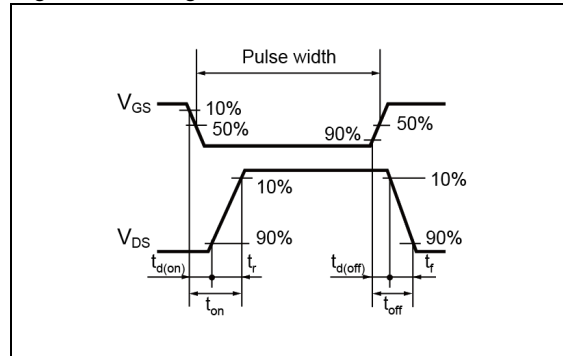 Pulse width
VGS
10%
50%
90%
50%
10%
10%
VDS
90%
90%
td(on)
tr
td(off)
tf
ton
toff